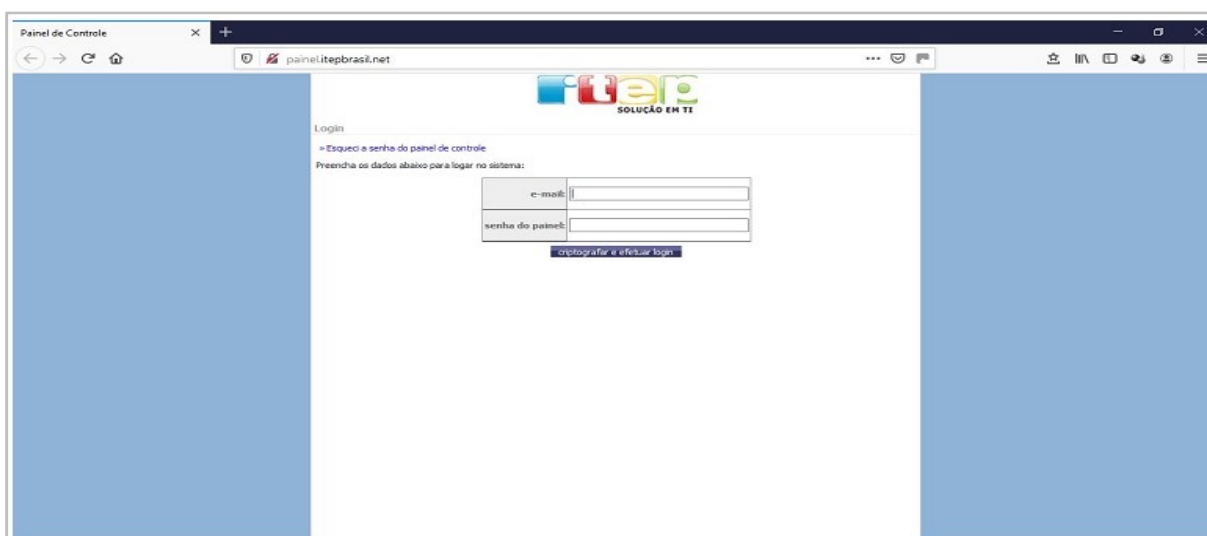 Painel de Controle
painel.itepbrasil.net
itep
SOLUÇÃO EM TI
Login
» Esqueci a senha do painel de controle
Preencha os dados abaixo para logar no sistema:
e-mail:
senha do painel:
criptografar e efetuar login